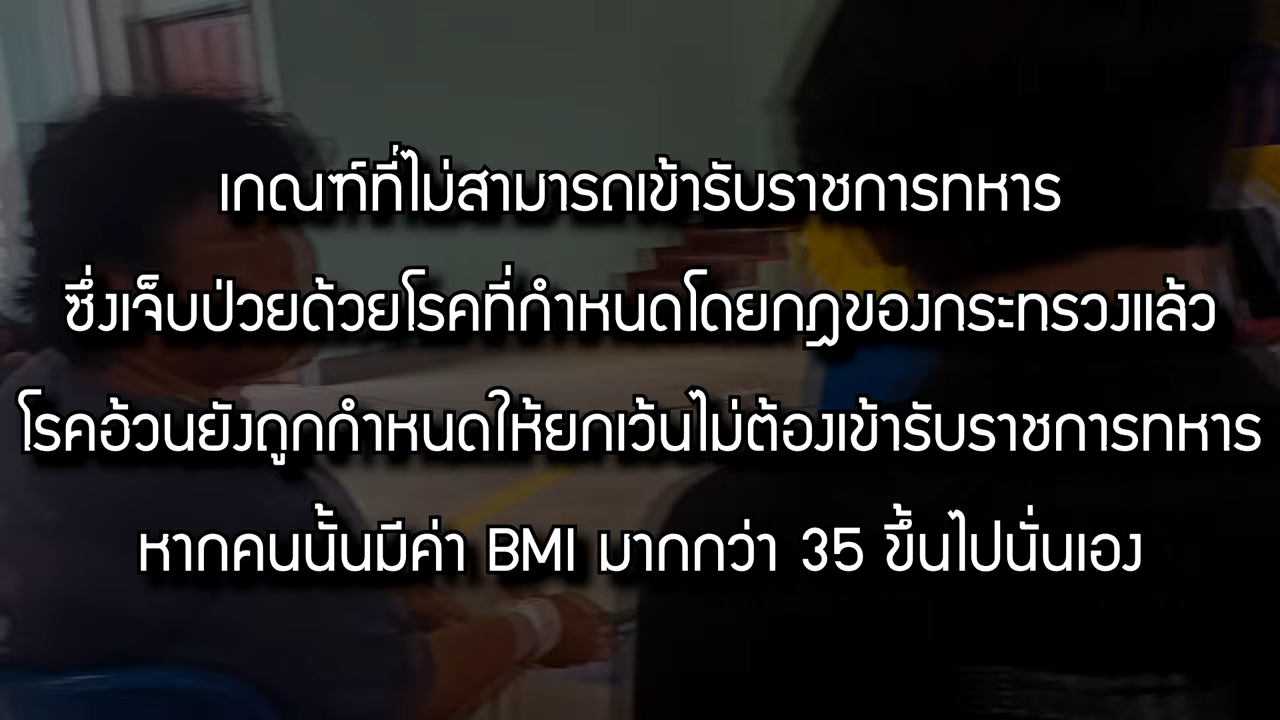 เกณฑ์ที่ไม่สามารถเข้ารับราชการทหาร
ซึ่งเจ็บป่วยด้วยโรคที่กำหนดโดยกฎของกระทรวงแล้ว
โรคอ้วนยังถูกกำหนดให้ยกเว้นไม่ต้องเข้ารับราชการทหาร
หากคนนั้นมีค่า BMI มากกว่า 35 ขึ้นไปนั่นเอง